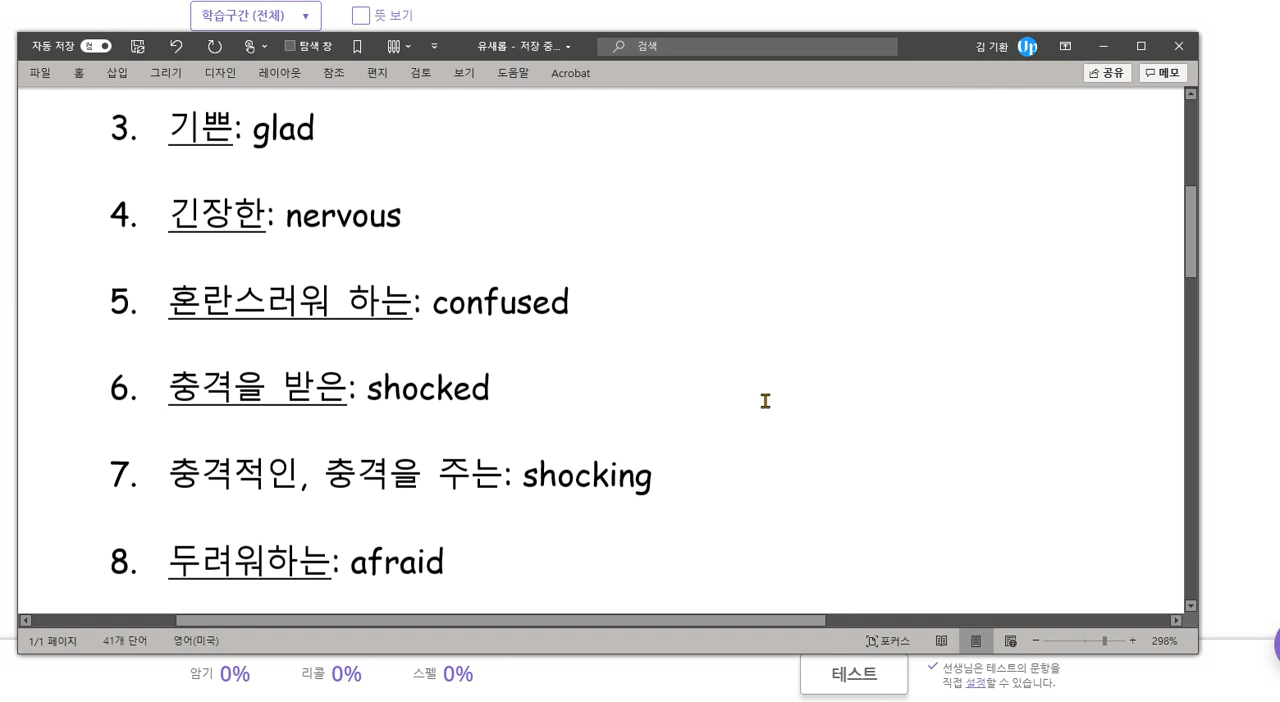 학습구간 (전체) ▼ 뜻 보기
자동 저장 켬 탐색 창 유새롬 - 저장 중... 검색 김 기환 Up
파일 홈 삽입 그리기 디자인 레이아웃 참조 편지 검토 보기 도움말 Acrobat 공유 메모
3. 기쁜: glad
4. 긴장한: nervous
5. 혼란스러워 하는: confused
6. 충격을 받은: shocked
7. 충격적인, 충격을 주는: shocking
8. 두려워하는: afraid
1/1 페이지 41개 단어 영어(미국) 포커스 298%
암기 0% 리콜 0% 스펠 0% 테스트 선생님은 테스트의 문항을
직접 설정할 수 있습니다.